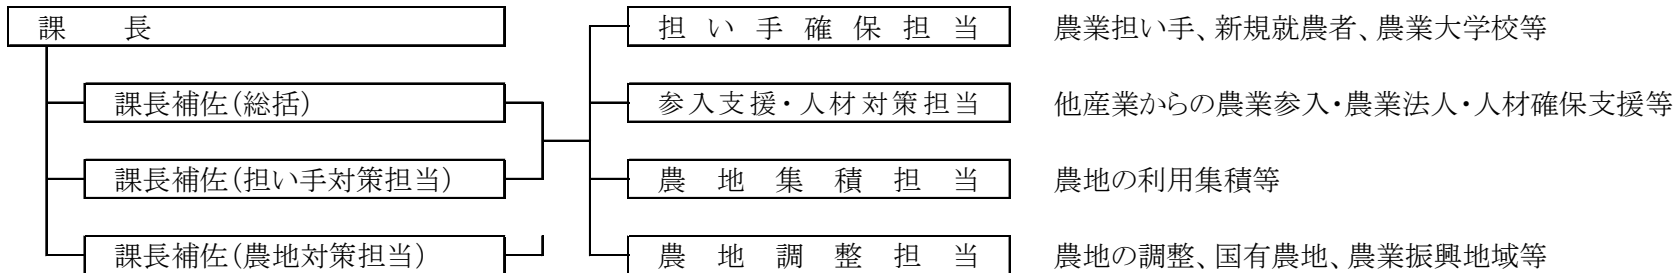 課長
課長補佐(総括)
課長補佐(担い手対策担当)
課長補佐(農地対策担当)
担い手確保担当 農業担い手、新規就農者、農業大学校等
参入支援・人材対策担当 他産業からの農業参入・農業法人・人材確保支援等
農地集積担当 農地の利用集積等
農地調整担当 農地の調整、国有農地、農業振興地域等